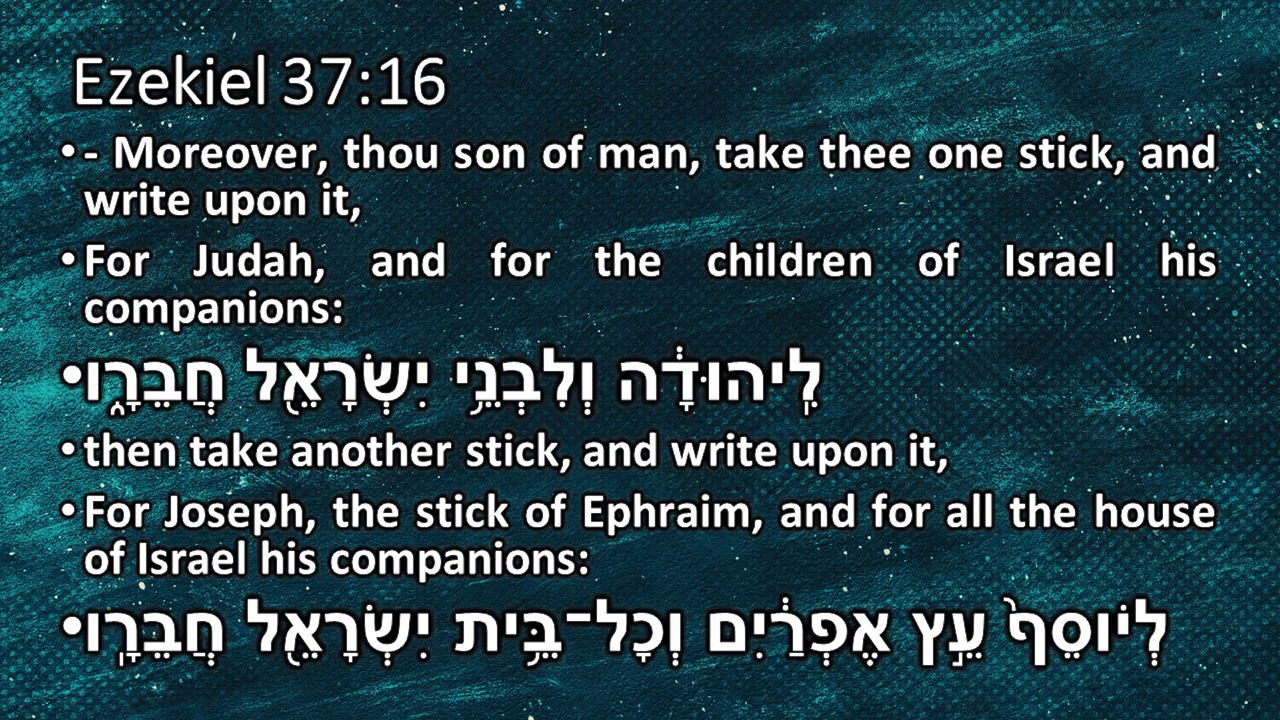 Ezekiel 37:16
• - Moreover, thou son of man, take thee one stick, and
write upon it,
• For Judah, and for the children of Israel his
companions:
• לִֽיהוּדָ֔ה וְלִבְנֵ֥י יִשְׂרָאֵ֖ל חֲבֵרָ֑ו
• then take another stick, and write upon it,
• For Joseph, the stick of Ephraim, and for all the house
of Israel his companions:
• לְיוֹסֵף֙ עֵ֣ץ אֶפְרַ֔יִם וְכָל־בֵּ֥ית יִשְׂרָאֵ֖ל חֲבֵרָֽו